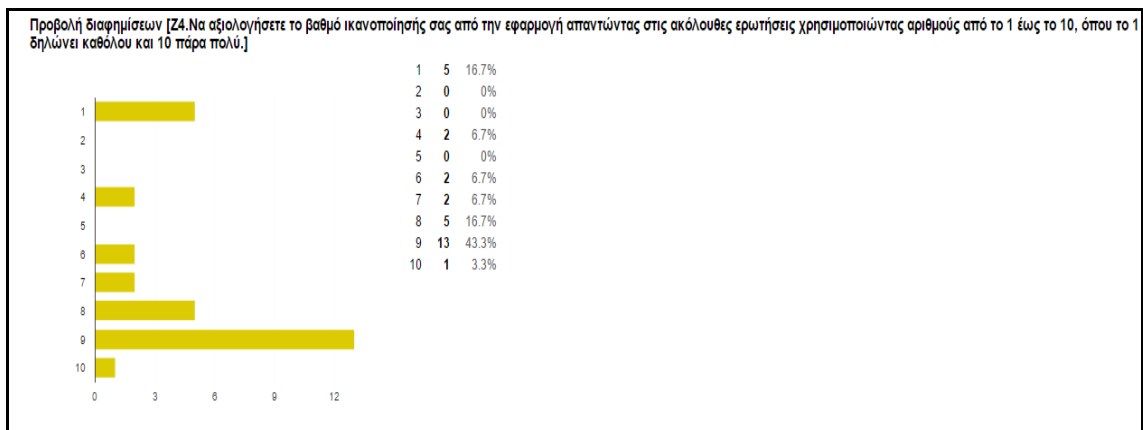 Προβολή διαφημίσεων [Ζ4.Να αξιολογήσετε το βαθμό ικανοποίησής σας από την εφαρμογή απαντώντας στις ακόλουθες ερωτήσεις χρησιμοποιώντας αριθμούς από το 1 έως το 10, όπου το 1
δηλώνει καθόλου και 10 πάρα πολύ.]
1 5 16.7%
2 0 0%
3 0 0%
4 2 6.7%
5 0 0%
6 2 6.7%
7 2 6.7%
8 5 16.7%
9 13 43.3%
10 1 3.3%
1
2
3
4
5
6
7
8
9
10
0 3 6 9 12